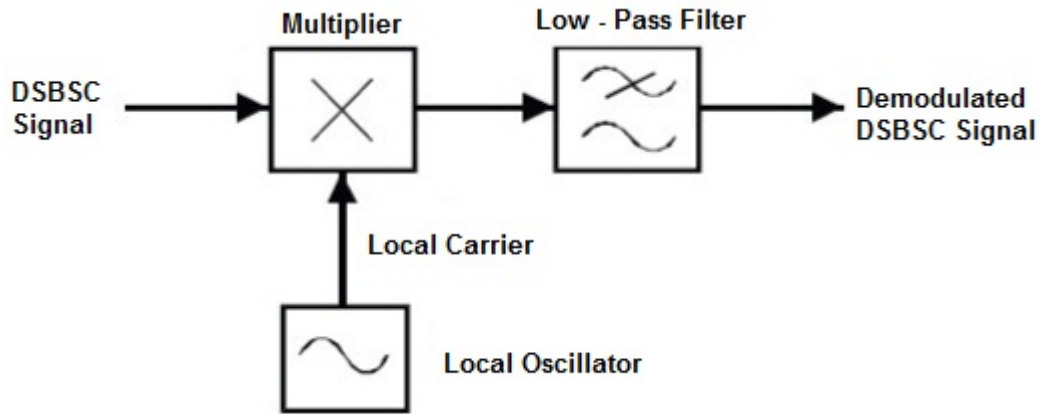 Multiplier
Low - Pass Filter
DSBSC
Signal
Demodulated
DSBSC Signal
Local Carrier
Local Oscillator